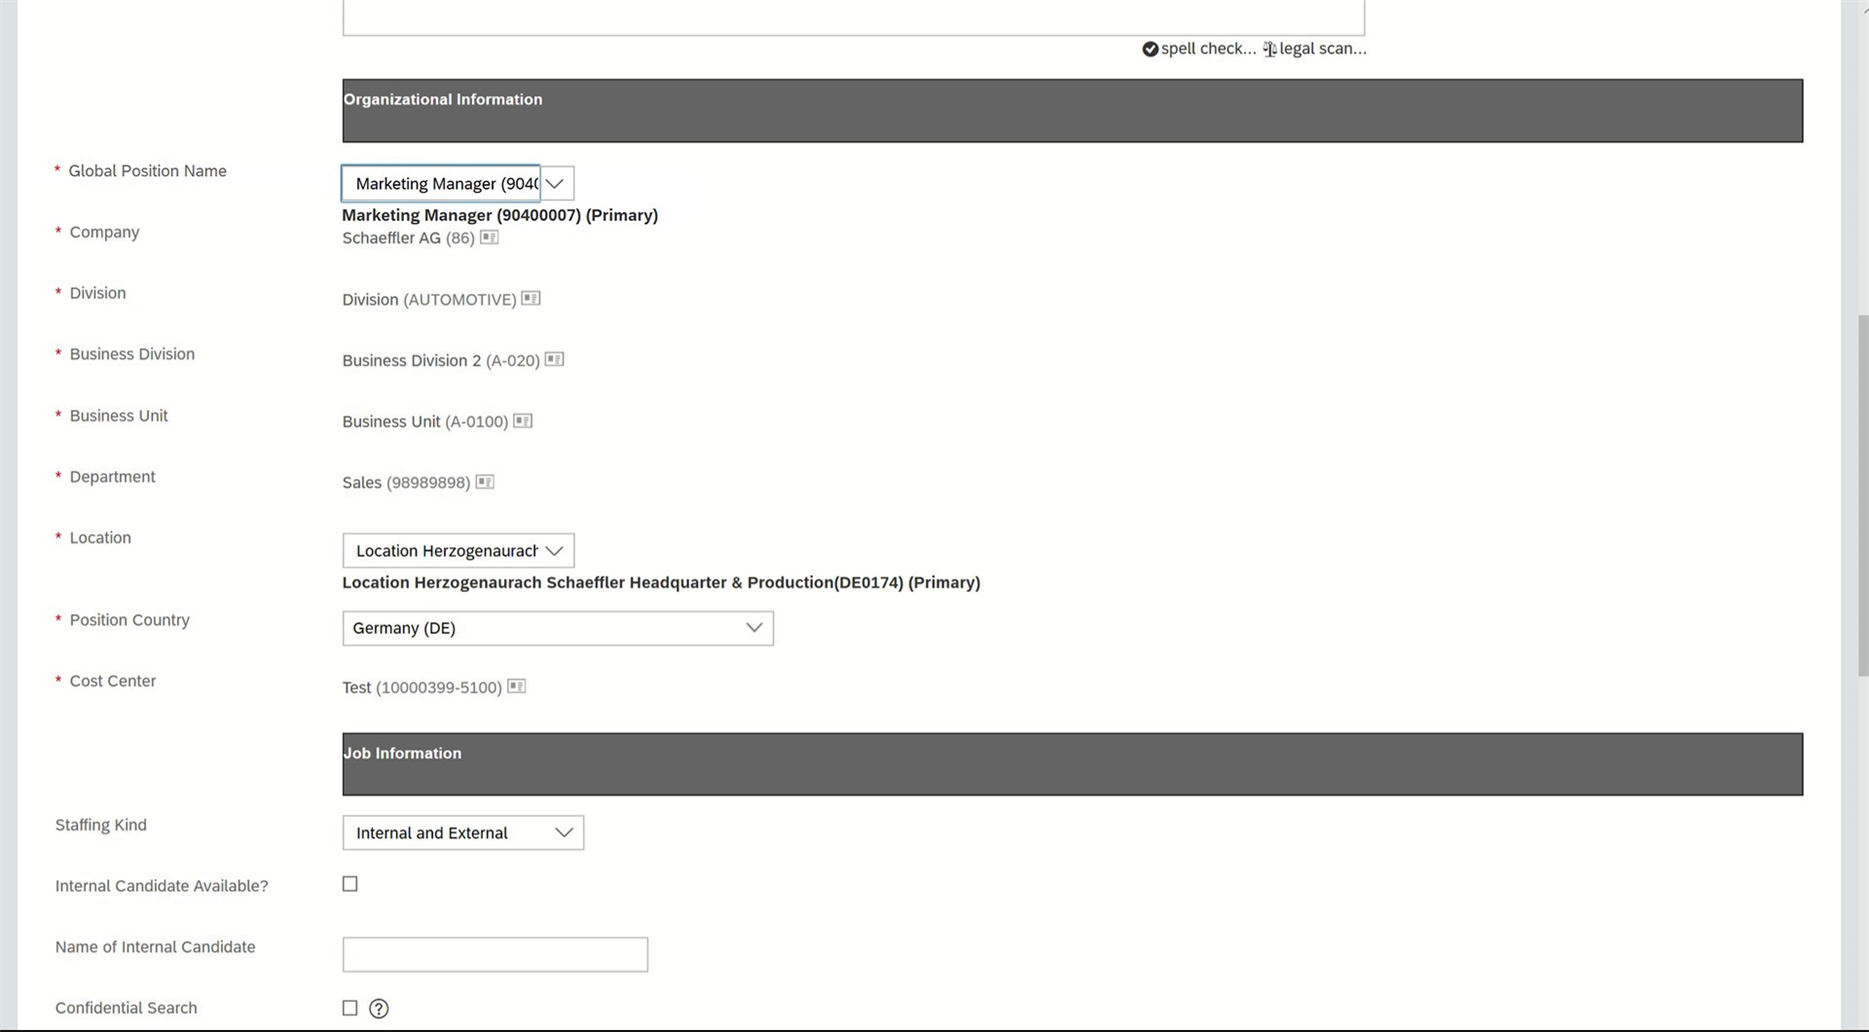 spell check... legal scan...
Organizational Information
* Global Position Name
Marketing Manager (9040
Marketing Manager (90400007) (Primary)
* Company
Schaeffler AG (86)
* Division
Division (AUTOMOTIVE)
* Business Division
Business Division 2 (A-020)
* Business Unit
Business Unit (A-0100)
* Department
Sales (98989898)
* Location
Location Herzogenaurach
Location Herzogenaurach Schaeffler Headquarter & Production(DE0174) (Primary)
* Position Country
Germany (DE)
* Cost Center
Test (10000399-5100)
Job Information
Staffing Kind
Internal and External
Internal Candidate Available?
Name of Internal Candidate
Confidential Search
?